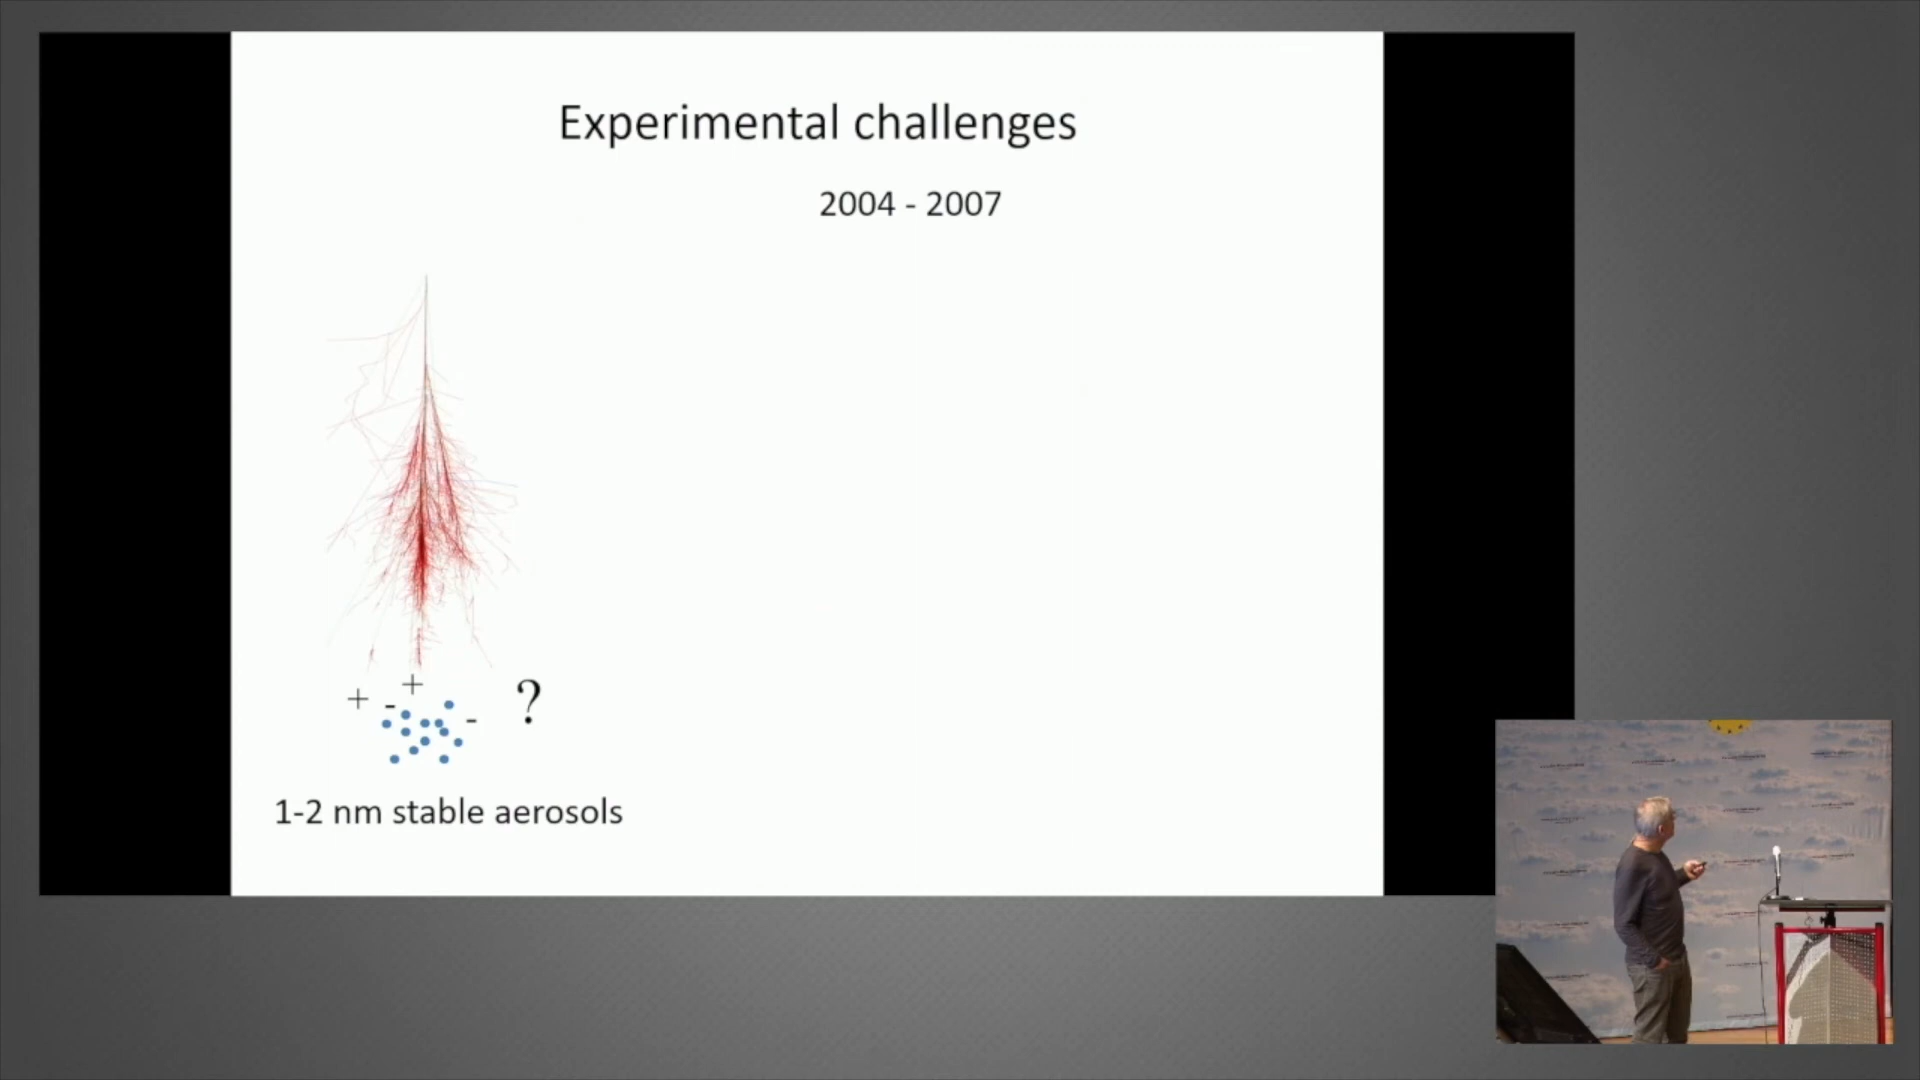 Experimental challenges
2004 - 2007
+ - + - ?
1-2 nm stable aerosols